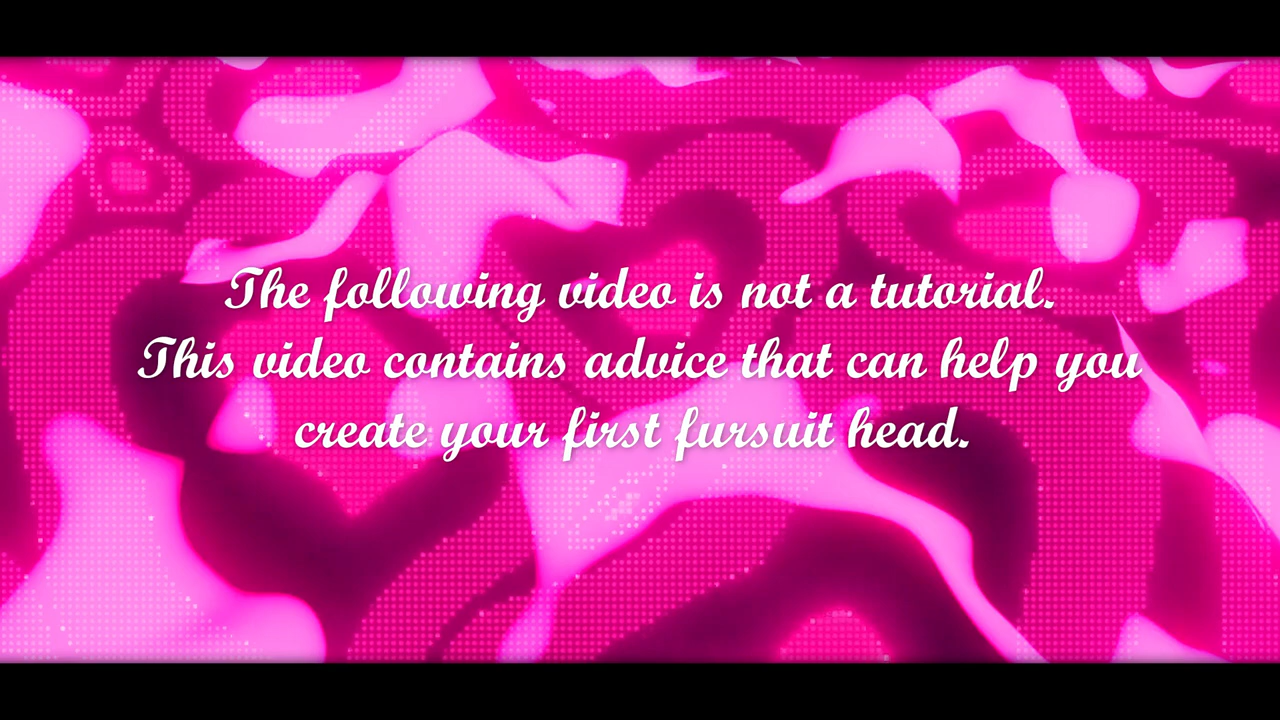 The following video is not a tutorial.
This video contains advice that can help you
create your first fursuit head.